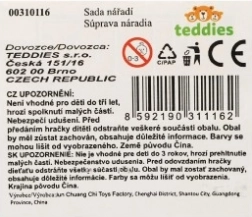 00310116
Sada nářadí
Súprava náradia
teddies
Dovozce/Dovozca:
TEDDIES s.r.o.
Česká 151/16
602 00 Brno
CZECH REPUBLIC
0-3
C/PAP
CE
8 592190 311162
CZ UPOZORNĚNÍ:
Není vhodné pro děti do tří let,
hrozí spolknutí malých částí.
Nebezpečí udušení. Před
předáním hračky dítěti odstraňte veškeré součásti obalu. Obal
by měl zůstat zachován, obsahuje důležité informace. Barvy se
mohou lišit od vyobrazeného. Země původu Čína.
SK UPOZORNENIE: Nie je vhodné pre deti do 3 rokov, hrozí prehltnutie
malých častí. Nebezpečenstvo udusenia. Pred odovzdaním hračky
dieťaťu odstráňte všetky súčasti obalu. Obal by mal zostať zachovaný,
obsahuje dôležité informácie. Farby sa môžu líšiť od vyobrazených.
Krajina pôvodu Čína.
Výrobce/Výrobca Jun Chuang Chi Toys Factory, Chenghai District, Shantou City, Guangdong
Province, China